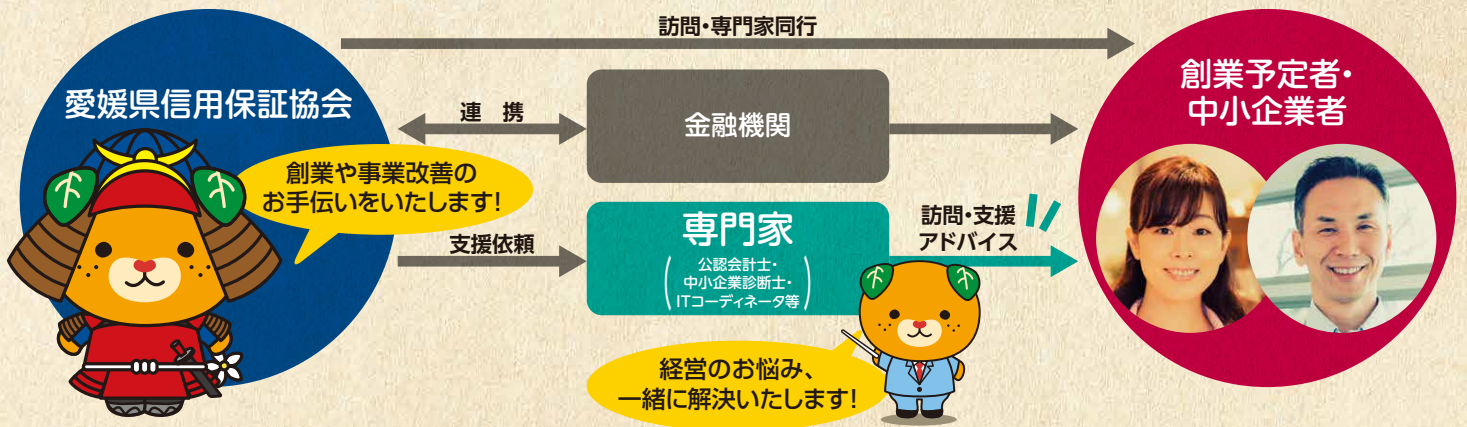 訪問・専門家同行
愛媛県信用保証協会
連 携
金融機関
創業予定者・
中小企業者
創業や事業改善の
お手伝いをいたします!
支援依頼
専門家
(公認会計士・
中小企業診断士・
ITコーディネータ等)
訪問・支援
アドバイス
経営のお悩み、
一緒に解決いたします!